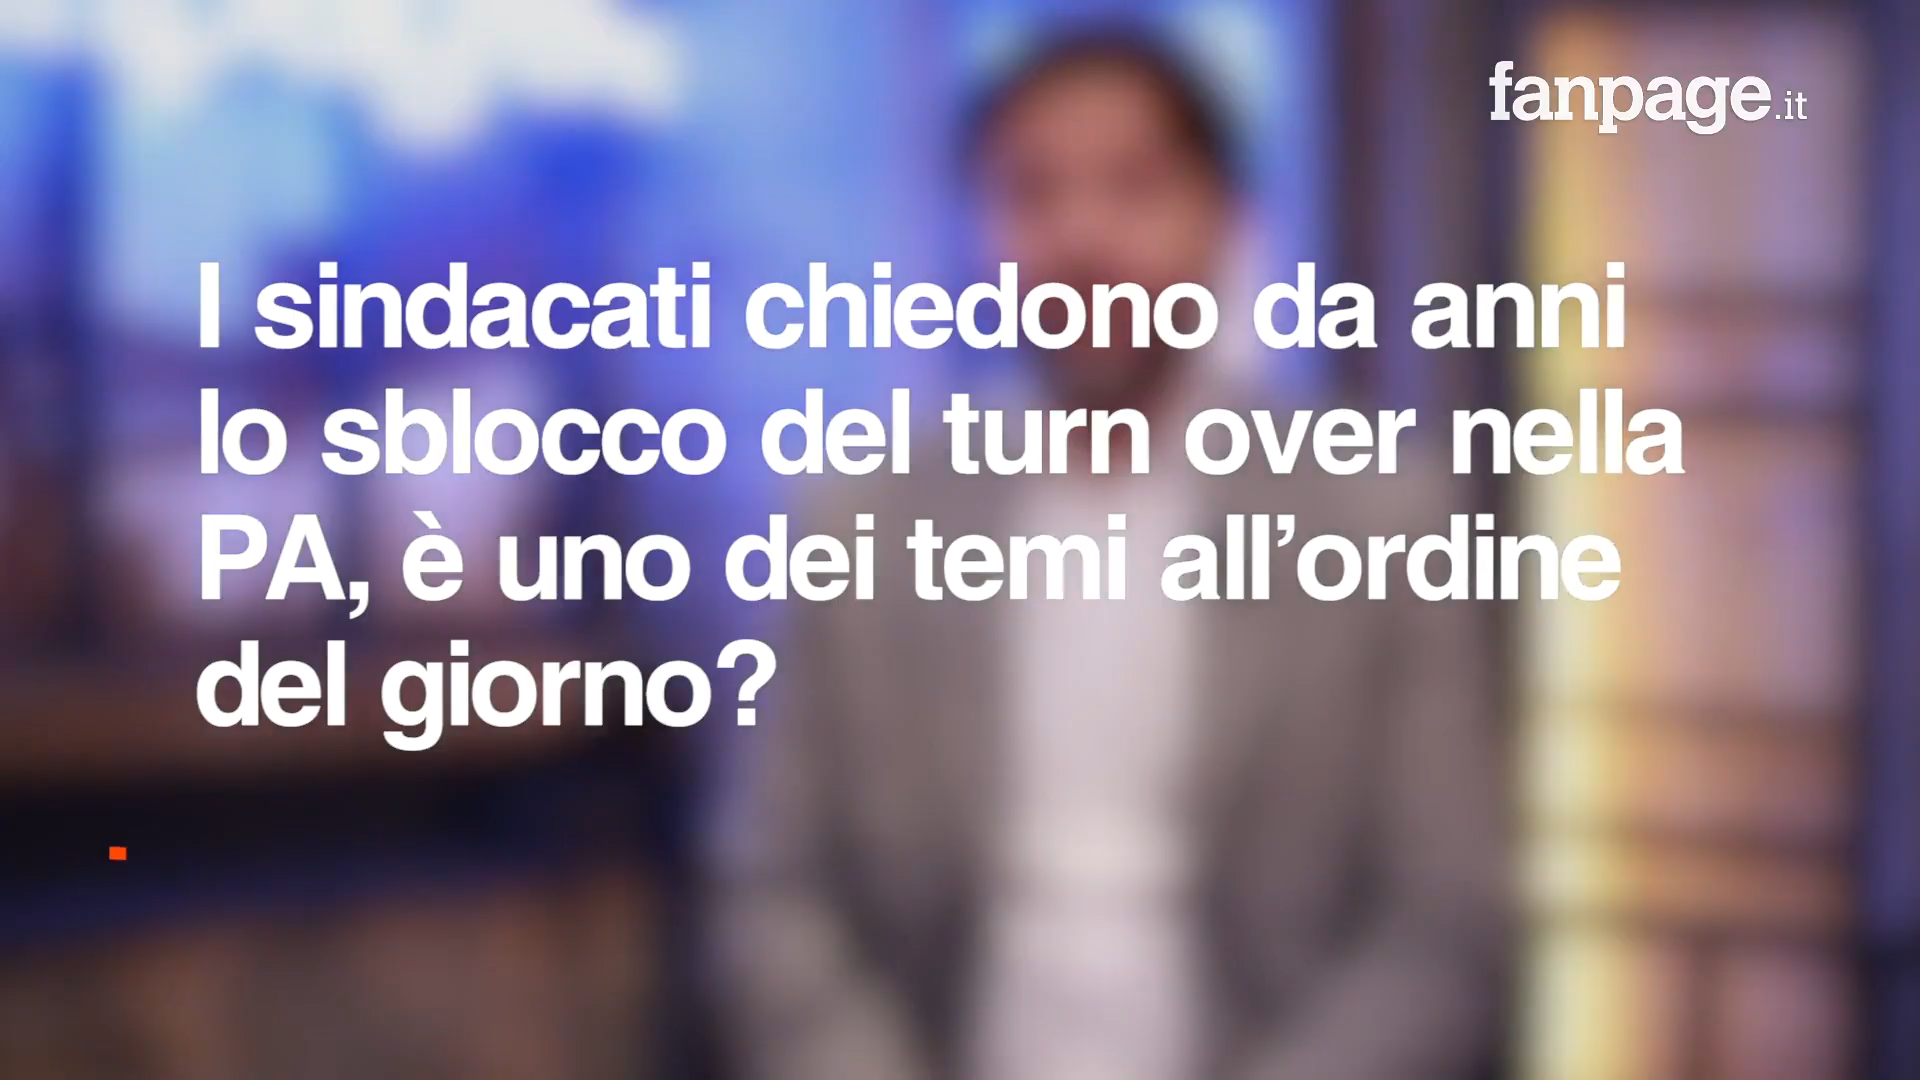 fanpage.it
I sindacati chiedono da anni
lo sblocco del turn over nella
PA, è uno dei temi all’ordine
del giorno?